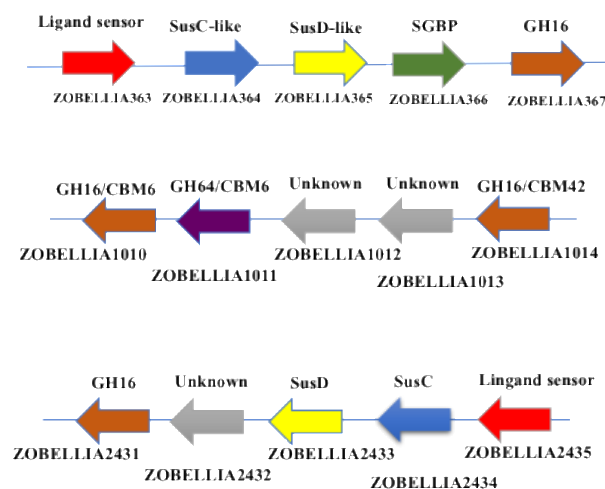 Ligand sensor SusC-like SusD-like SGBP GH16
ZOBELLIA363 ZOBELLIA364 ZOBELLIA365 ZOBELLIA366 ZOBELLIA367
GH16/CBM6 GH64/CBM6 Unknown Unknown GH16/CBM42
ZOBELLIA1010 ZOBELLIA1011 ZOBELLIA1012 ZOBELLIA1013 ZOBELLIA1014
GH16 Unknown SusD SusC Lingand sensor
ZOBELLIA2431 ZOBELLIA2432 ZOBELLIA2433 ZOBELLIA2434 ZOBELLIA2435